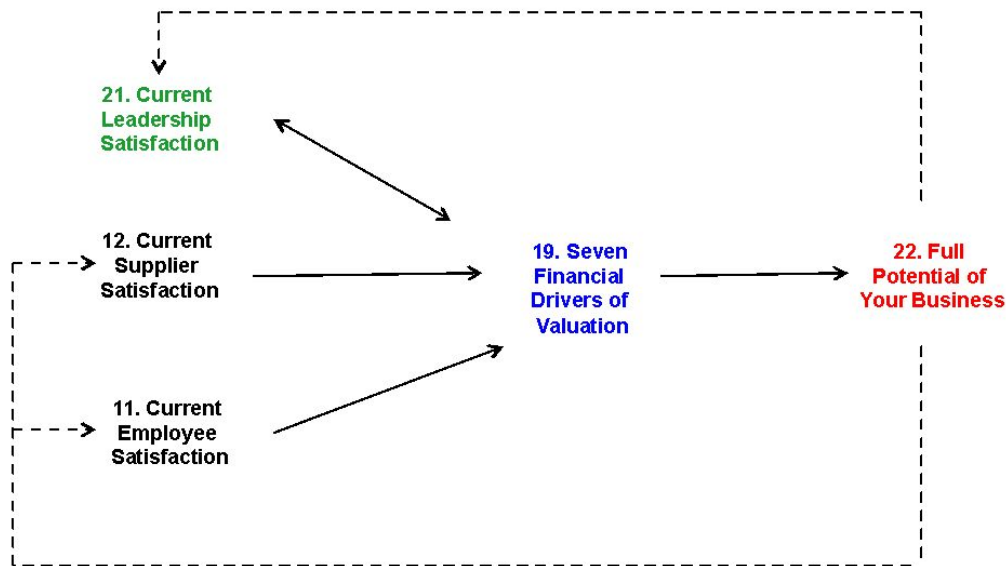 21. Current
Leadership
Satisfaction
12. Current
Supplier
Satisfaction
11. Current
Employee
Satisfaction
19. Seven
Financial
Drivers of
Valuation
22. Full
Potential of
Your Business